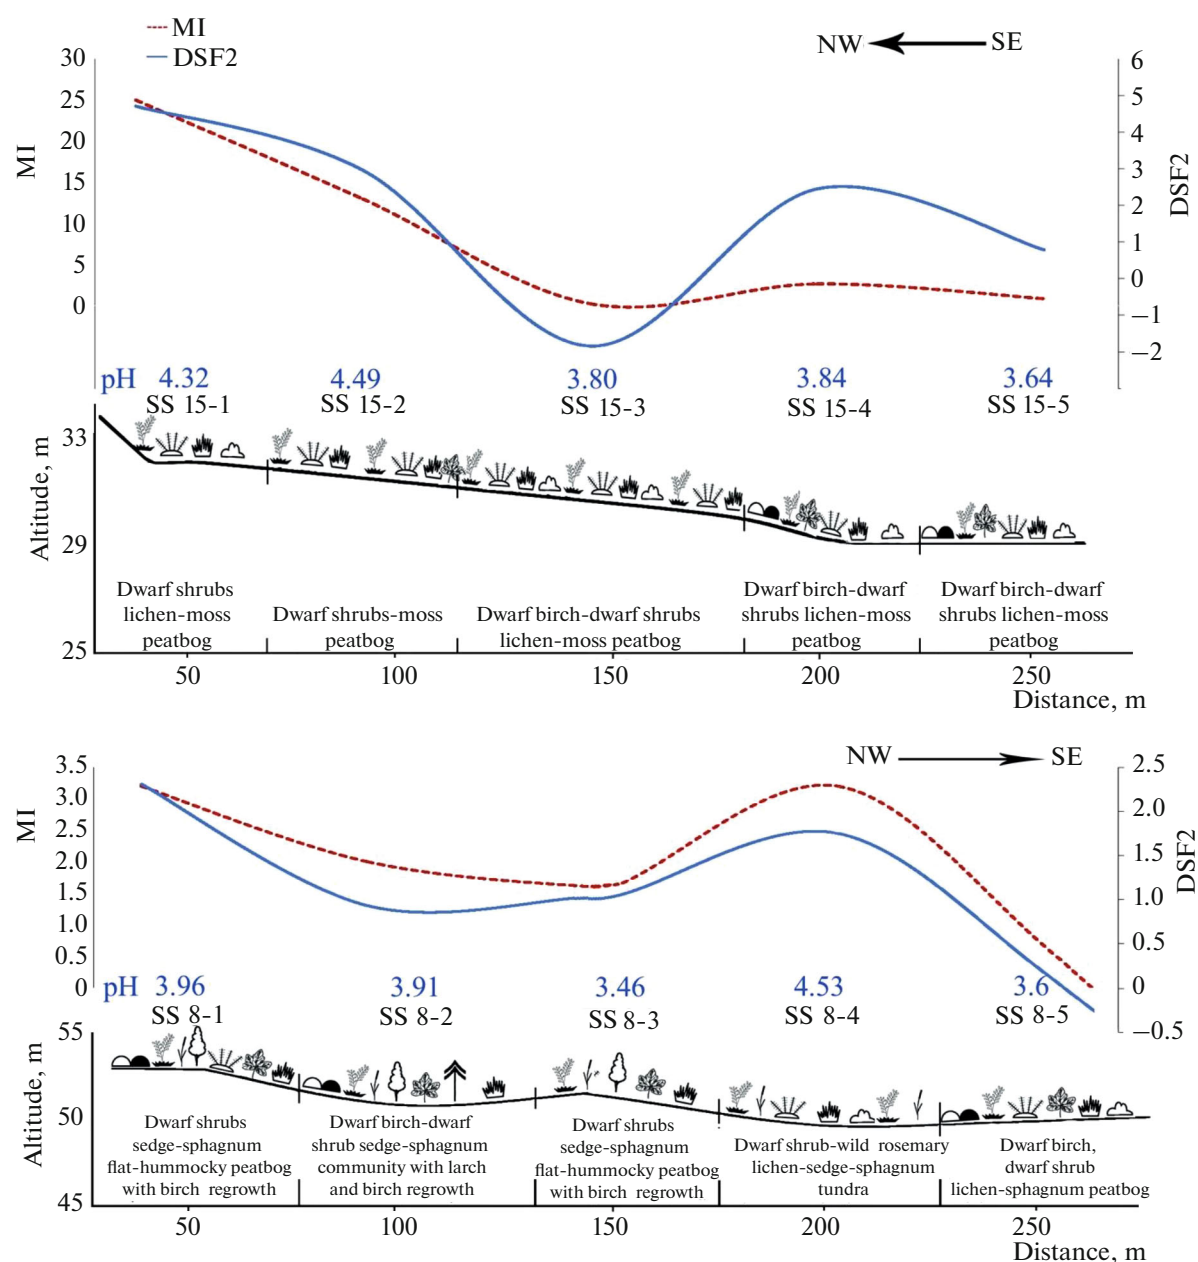 MI
DSF2
NW
SE
30
25
20
15
10
5
0
MI
6
5
4
3
2
1
0
−1
−2
DSF2
pH 4.32 4.49 3.80 3.84 3.64
SS 15-1 SS 15-2 SS 15-3 SS 15-4 SS 15-5
33
29
25
Altitude, m
Dwarf shrubs
lichen-moss
peatbog
Dwarf shrubs-moss
peatbog
Dwarf birch-dwarf shrubs
lichen-moss peatbog
Dwarf birch-dwarf
shrubs lichen-moss
peatbog
Dwarf birch-dwarf
shrubs lichen-moss
peatbog
50 100 150 200 250
Distance, m
NW
SE
3.5
3.0
2.5
2.0
1.5
1.0
0.5
0
MI
2.5
2.0
1.5
1.0
0.5
0
−0.5
DSF2
pH 3.96 3.91 3.46 4.53 3.6
SS 8-1 SS 8-2 SS 8-3 SS 8-4 SS 8-5
55
50
45
Altitude, m
Dwarf shrubs
sedge-sphagnum
flat-hummocky peatbog
with birch regrowth
Dwarf birch-dwarf
shrub sedge-sphagnum
community with larch
and birch regrowth
Dwarf shrubs
sedge-sphagnum
flat-hummocky peatbog
with birch regrowth
Dwarf shrub-wild rosemary
lichen-sedge-sphagnum
tundra
Dwarf birch,
dwarf shrub
lichen-sphagnum peatbog
50 100 150 200 250
Distance, m